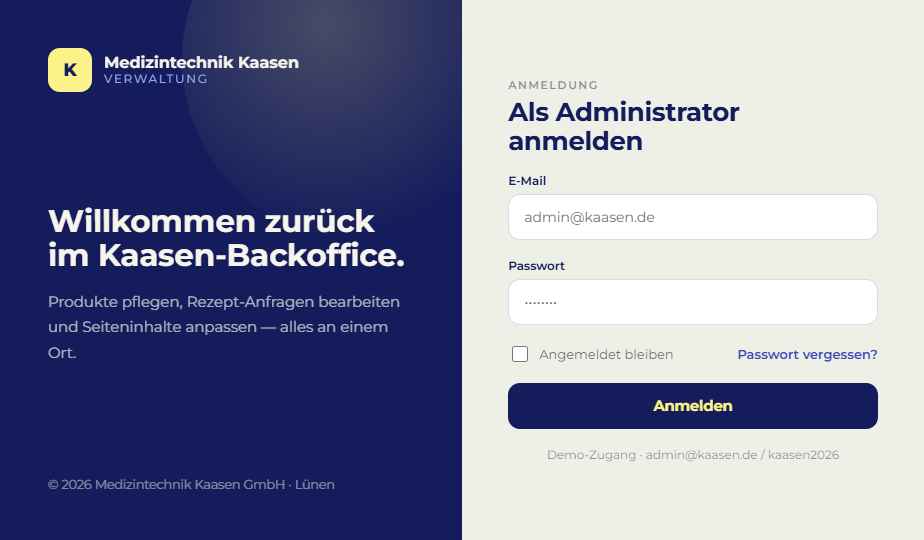 K
Medizintechnik Kaasen
VERWALTUNG
Willkommen zurück
im Kaasen-Backoffice.
Produkte pflegen, Rezept-Anfragen bearbeiten
und Seiteninhalte anpassen — alles an einem
Ort.
© 2026 Medizintechnik Kaasen GmbH · Lünen
ANMELDUNG
Als Administrator
anmelden
E-Mail
admin@kaasen.de
Passwort
········
Angemeldet bleiben
Passwort vergessen?
Anmelden
Demo-Zugang · admin@kaasen.de / kaasen2026